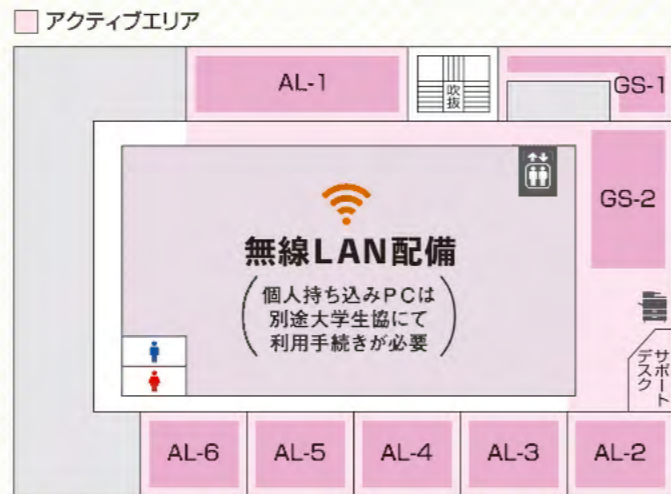 アクティブエリア
AL-1
吹抜
GS-1
GS-2
無線LAN配備
(個人持ち込みPCは
別途大学生協にて
利用手続きが必要)
サポート
デスク
AL-6
AL-5
AL-4
AL-3
AL-2